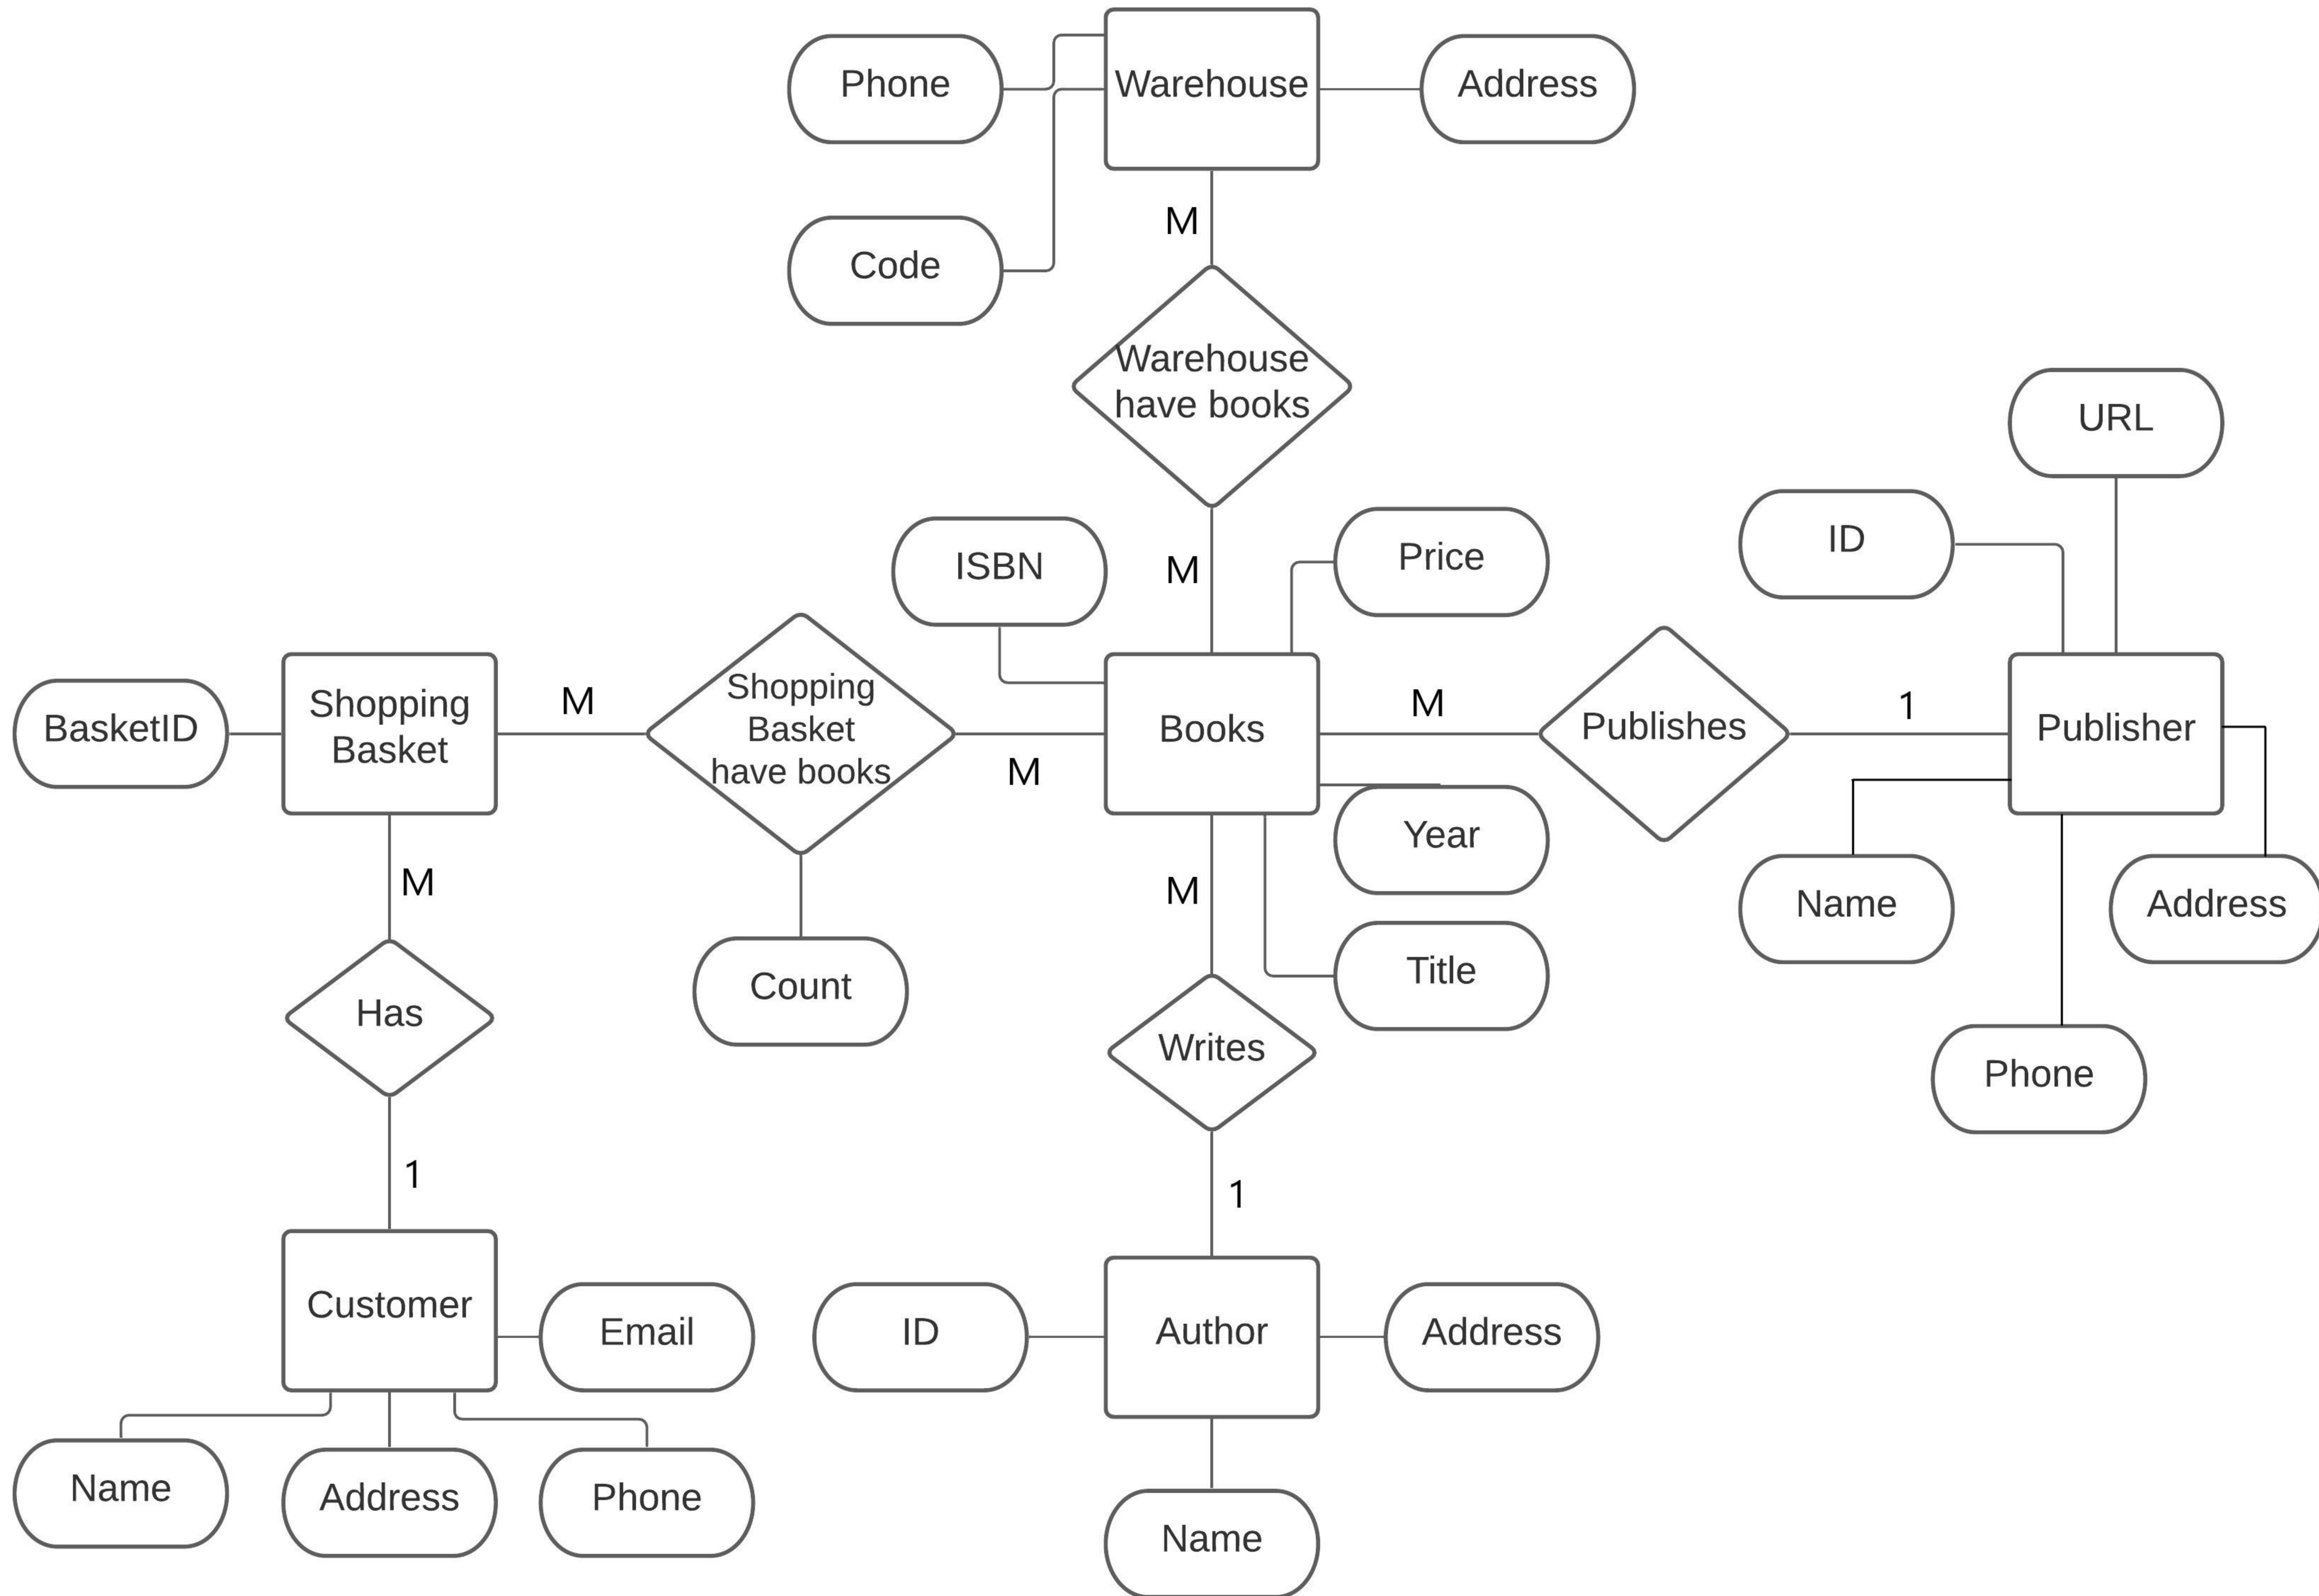 Phone
Warehouse
Address
M
Code
Warehouse
have books
URL
ID
ISBN
M
Price
BasketID
Shopping
Basket
M
Shopping
Basket
have books
M
Books
M
Publishes
1
Publisher
Year
M
M
Name
Address
Count
Title
Has
Writes
Phone
1
1
Customer
Email
ID
Author
Address
Name
Address
Phone
Name